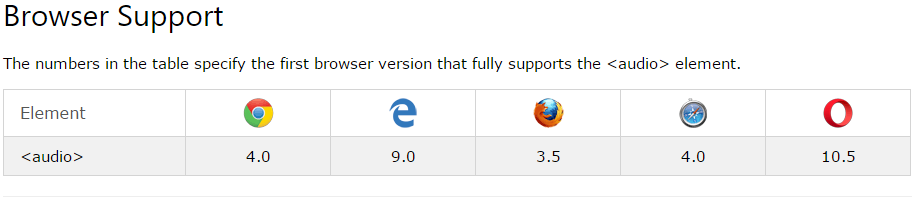 Browser Support
The numbers in the table specify the first browser version that fully supports the <audio> element.
Element
<audio> 4.0 9.0 3.5 4.0 10.5